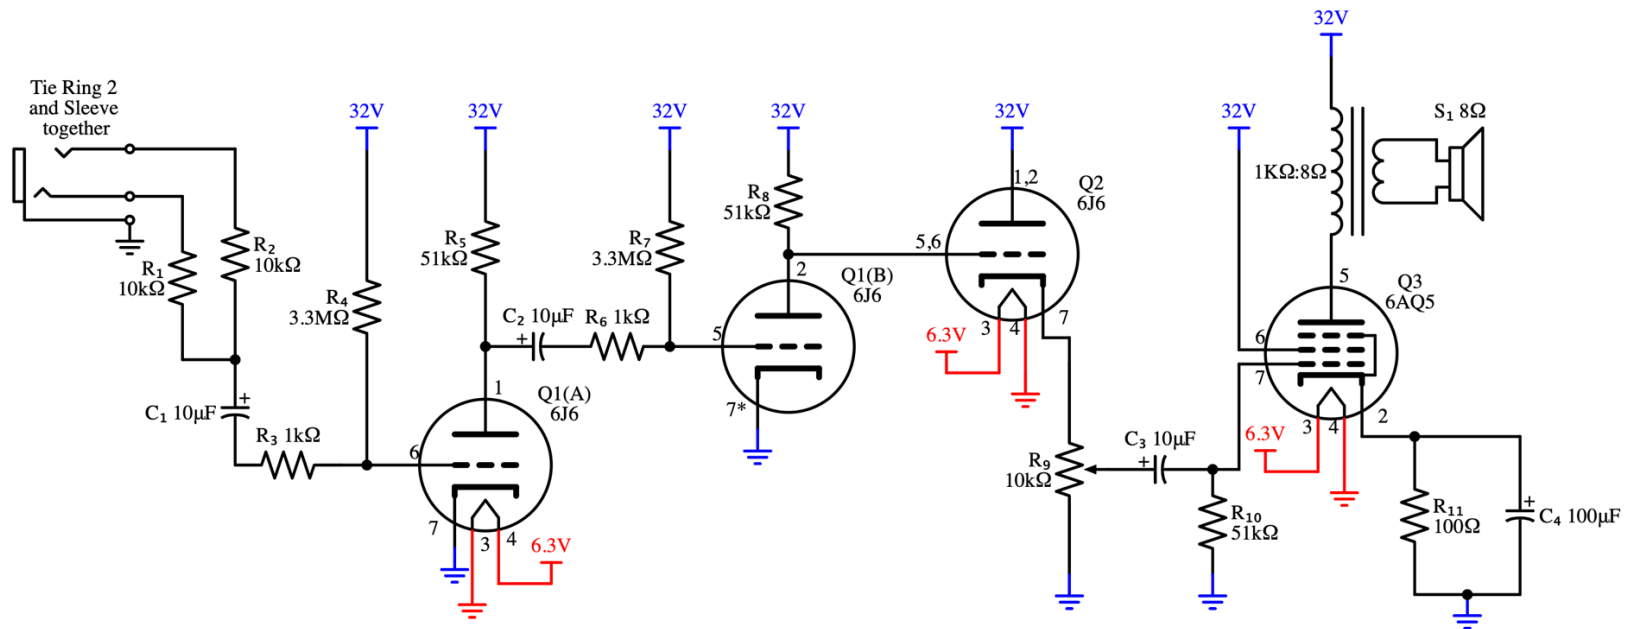 Tie Ring 2
and Sleeve
together
R₁
10kΩ
R₂
10kΩ
C₁ 10μF
+
R₃ 1kΩ
32V
R₄
3.3MΩ
6
32V
R₅
51kΩ
1
Q1(A)
6J6
7
3
4
6.3V
C₂ 10μF
+
R₆ 1kΩ
32V
R₇
3.3MΩ
5
32V
R₈
51kΩ
2
Q1(B)
6J6
7*
5,6
32V
1,2
Q2
6J6
6.3V
3
4
7
R₉
10kΩ
C₃ 10μF
+
R₁₀
51kΩ
32V
32V
1KΩ:8Ω
S₁ 8Ω
5
Q3
6AQ5
6
7
6.3V
3
4
2
R₁₁
100Ω
+
C₄ 100μF